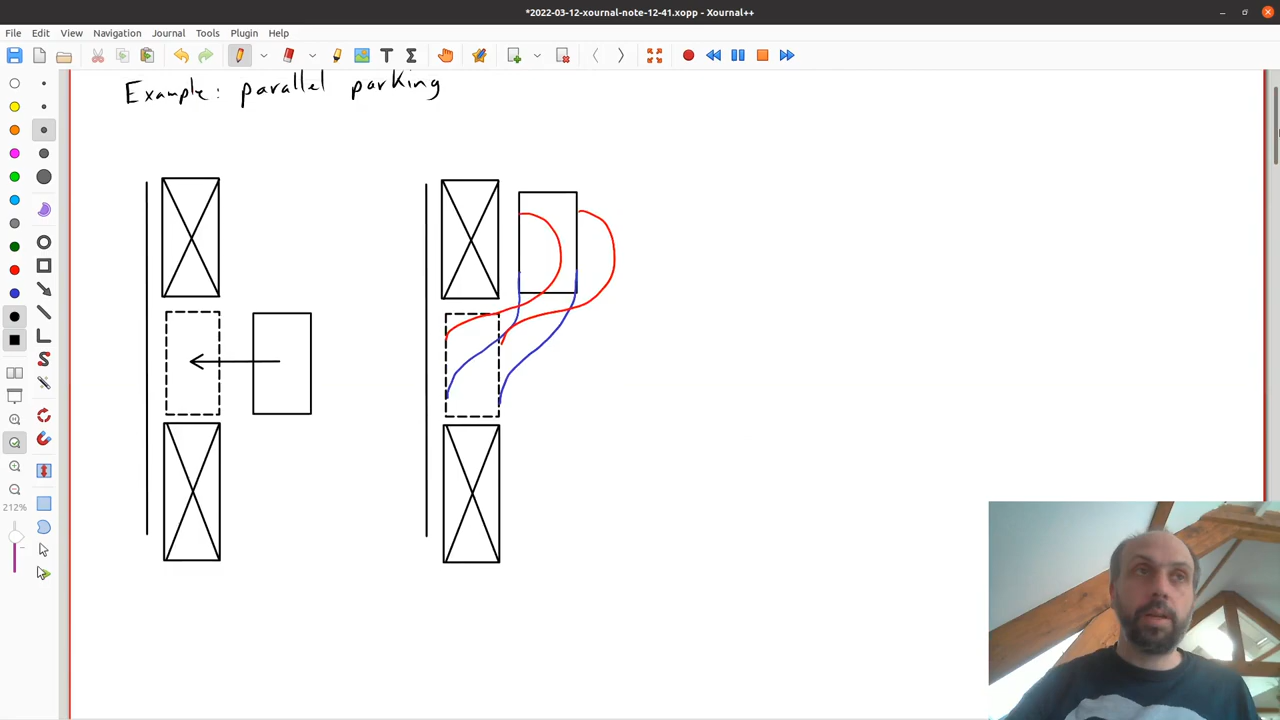 *2022-03-12-xournal-note-12-41.xopp - Xournal++
File Edit View Navigation Journal Tools Plugin Help
Example: parallel parking
212%